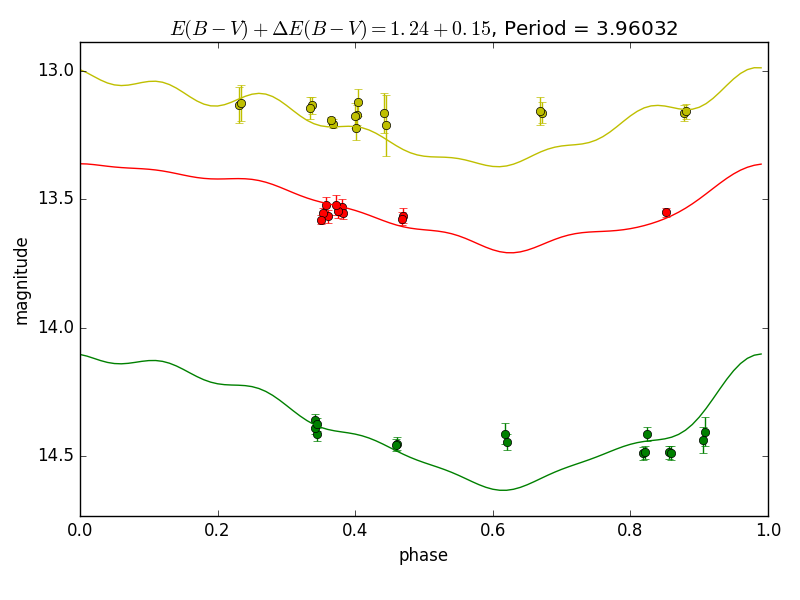 E(B − V) + ΔE(B − V) = 1.24 + 0.15, Period = 3.96032
13.0
13.5
14.0
14.5
magnitude
0.0 0.2 0.4 0.6 0.8 1.0
phase